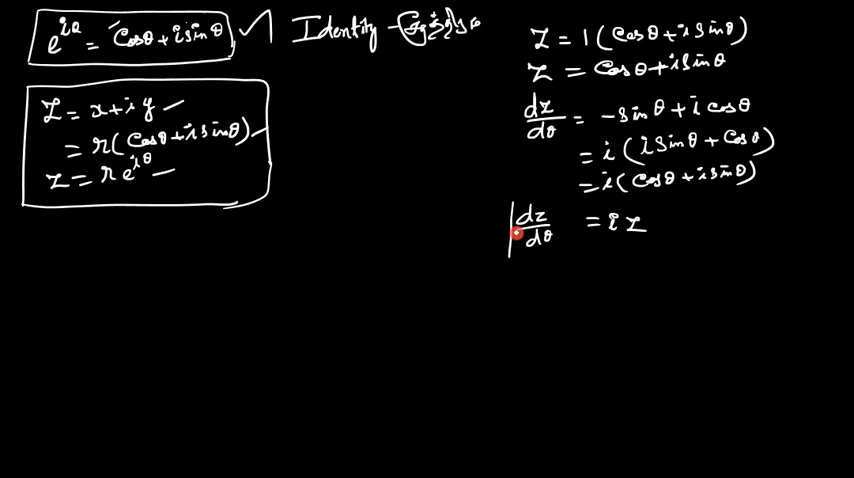 e^{iθ} = cosθ + i sinθ
Identity -
z = x + iy
= r(cosθ + i sinθ)
z = re^{iθ}
z = 1(cosθ + i sinθ)
z = cosθ + i sinθ
dz/dθ = -sinθ + i cosθ
= i(i sinθ + cosθ)
= i(cosθ + i sinθ)
dz/dθ = iz